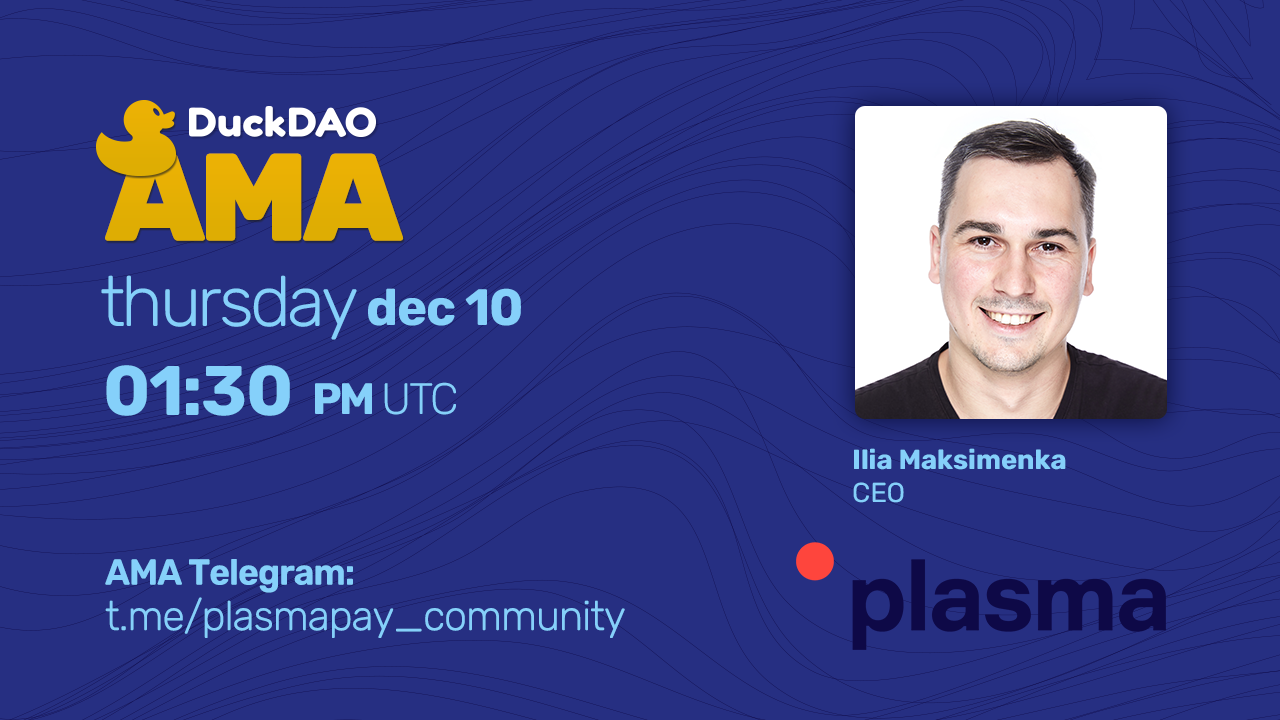 DuckDAO
AMA
thursday dec 10
01:30 PM UTC
AMA Telegram:
t.me/plasmapay_community
Ilia Maksimenka
CEO
plasma